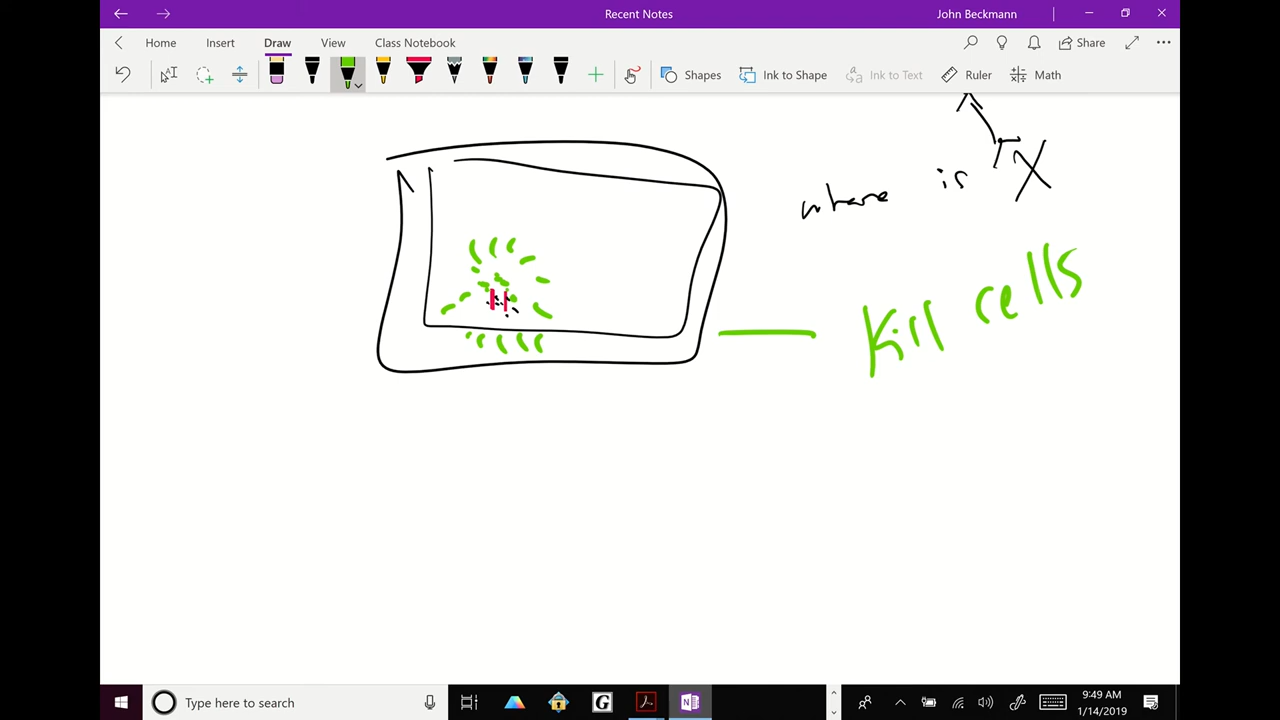 Recent Notes
John Beckmann
Home Insert Draw View Class Notebook
Share
Shapes
Ink to Shape
Ink to Text
Ruler
Math
where is X
Kill cells
Type here to search
G
N
9:49 AM
1/14/2019